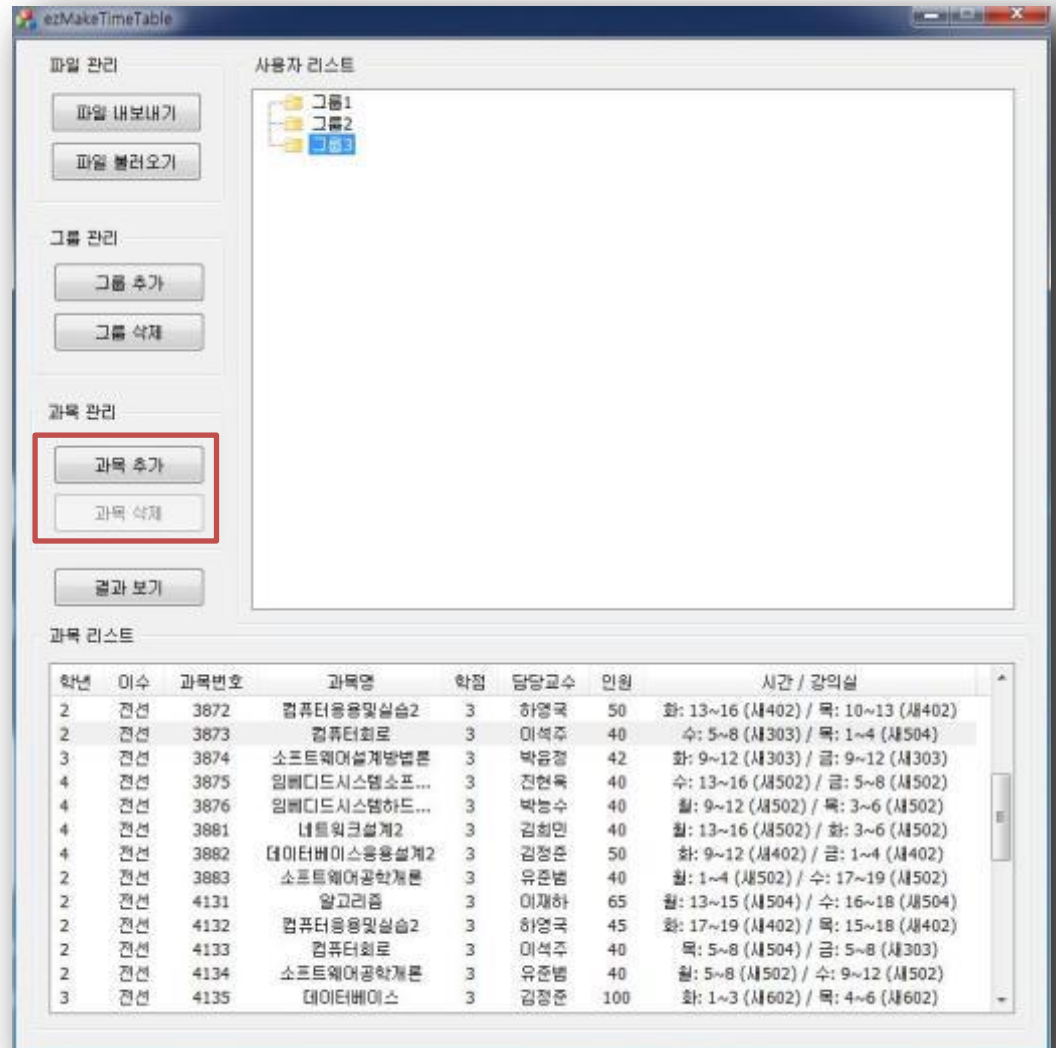 ezMakeTimeTable
파일 관리
파일 내보내기
파일 불러오기
그룹 관리
그룹 추가
그룹 삭제
과목 관리
과목 추가
과목 삭제
결과 보기
사용자 리스트
그룹1
그룹2
그룹3
과목 리스트
학년 이수 과목번호 과목명 학점 담당교수 인원 시간 / 강의실
2 전선 3872 컴퓨터응용및실습2 3 하영국 50 화: 13~16 (새402) / 목: 10~13 (새402)
2 전선 3873 컴퓨터회로 3 이석주 40 수: 5~8 (새303) / 목: 1~4 (새504)
3 전선 3874 소프트웨어설계방법론 3 박윤정 42 화: 9~12 (새303) / 금: 9~12 (새303)
4 전선 3875 임베디드시스템소프... 3 진현욱 40 수: 13~16 (새502) / 금: 5~8 (새502)
4 전선 3876 임베디드시스템하드... 3 박능수 40 월: 9~12 (새502) / 목: 3~6 (새502)
4 전선 3881 네트워크설계2 3 김희민 40 월: 13~16 (새502) / 화: 3~6 (새502)
4 전선 3882 데이터베이스응용설계2 3 김정준 50 화: 9~12 (새402) / 금: 1~4 (새402)
2 전선 3883 소프트웨어공학개론 3 유준범 40 월: 1~4 (새502) / 수: 17~19 (새502)
2 전선 4131 알고리즘 3 이재하 65 월: 13~15 (새504) / 수: 16~18 (새504)
2 전선 4132 컴퓨터응용및실습2 3 하영국 45 화: 17~19 (새402) / 목: 15~18 (새402)
2 전선 4133 컴퓨터회로 3 이석주 40 목: 5~8 (새504) / 금: 5~8 (새303)
2 전선 4134 소프트웨어공학개론 3 유준범 40 월: 5~8 (새502) / 수: 9~12 (새502)
3 전선 4135 데이터베이스 3 김정준 100 화: 1~3 (새602) / 목: 4~6 (새602)